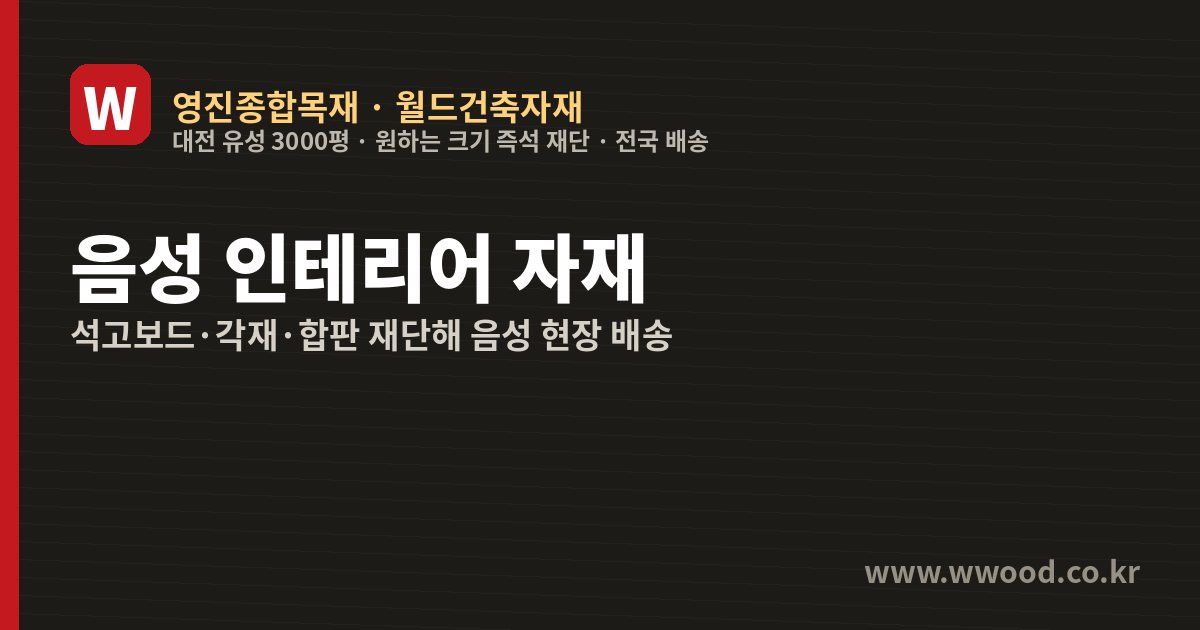 W
영진종합목재 · 월드건축자재
대전 유성 3000평 · 원하는 크기 즉석 재단 · 전국 배송
음성 인테리어 자재
석고보드·각재·합판 재단해 음성 현장 배송
www.wwood.co.kr